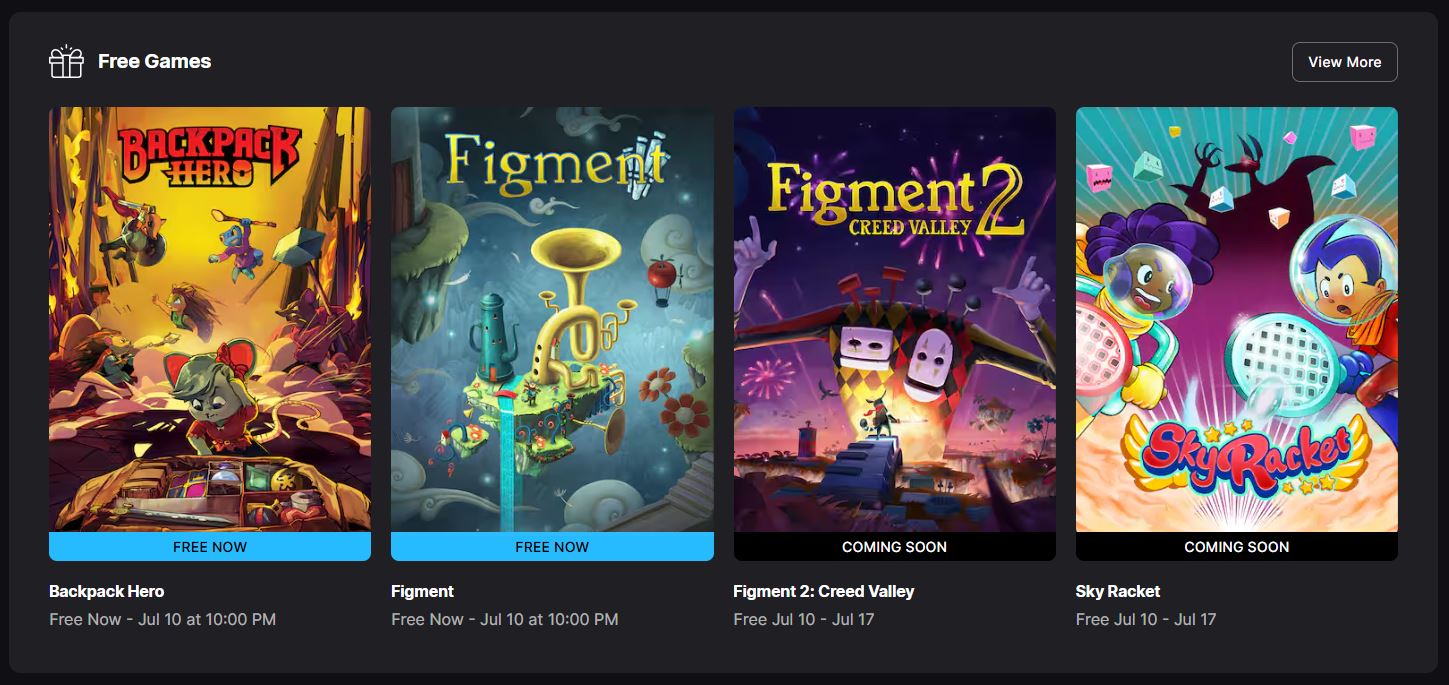 Free Games
View More
BACKPACK
HERO
Figment
Figment 2
CREED VALLEY
Sky Racket
FREE NOW
FREE NOW
COMING SOON
COMING SOON
Backpack Hero
Figment
Figment 2: Creed Valley
Sky Racket
Free Now - Jul 10 at 10:00 PM
Free Now - Jul 10 at 10:00 PM
Free Jul 10 - Jul 17
Free Jul 10 - Jul 17